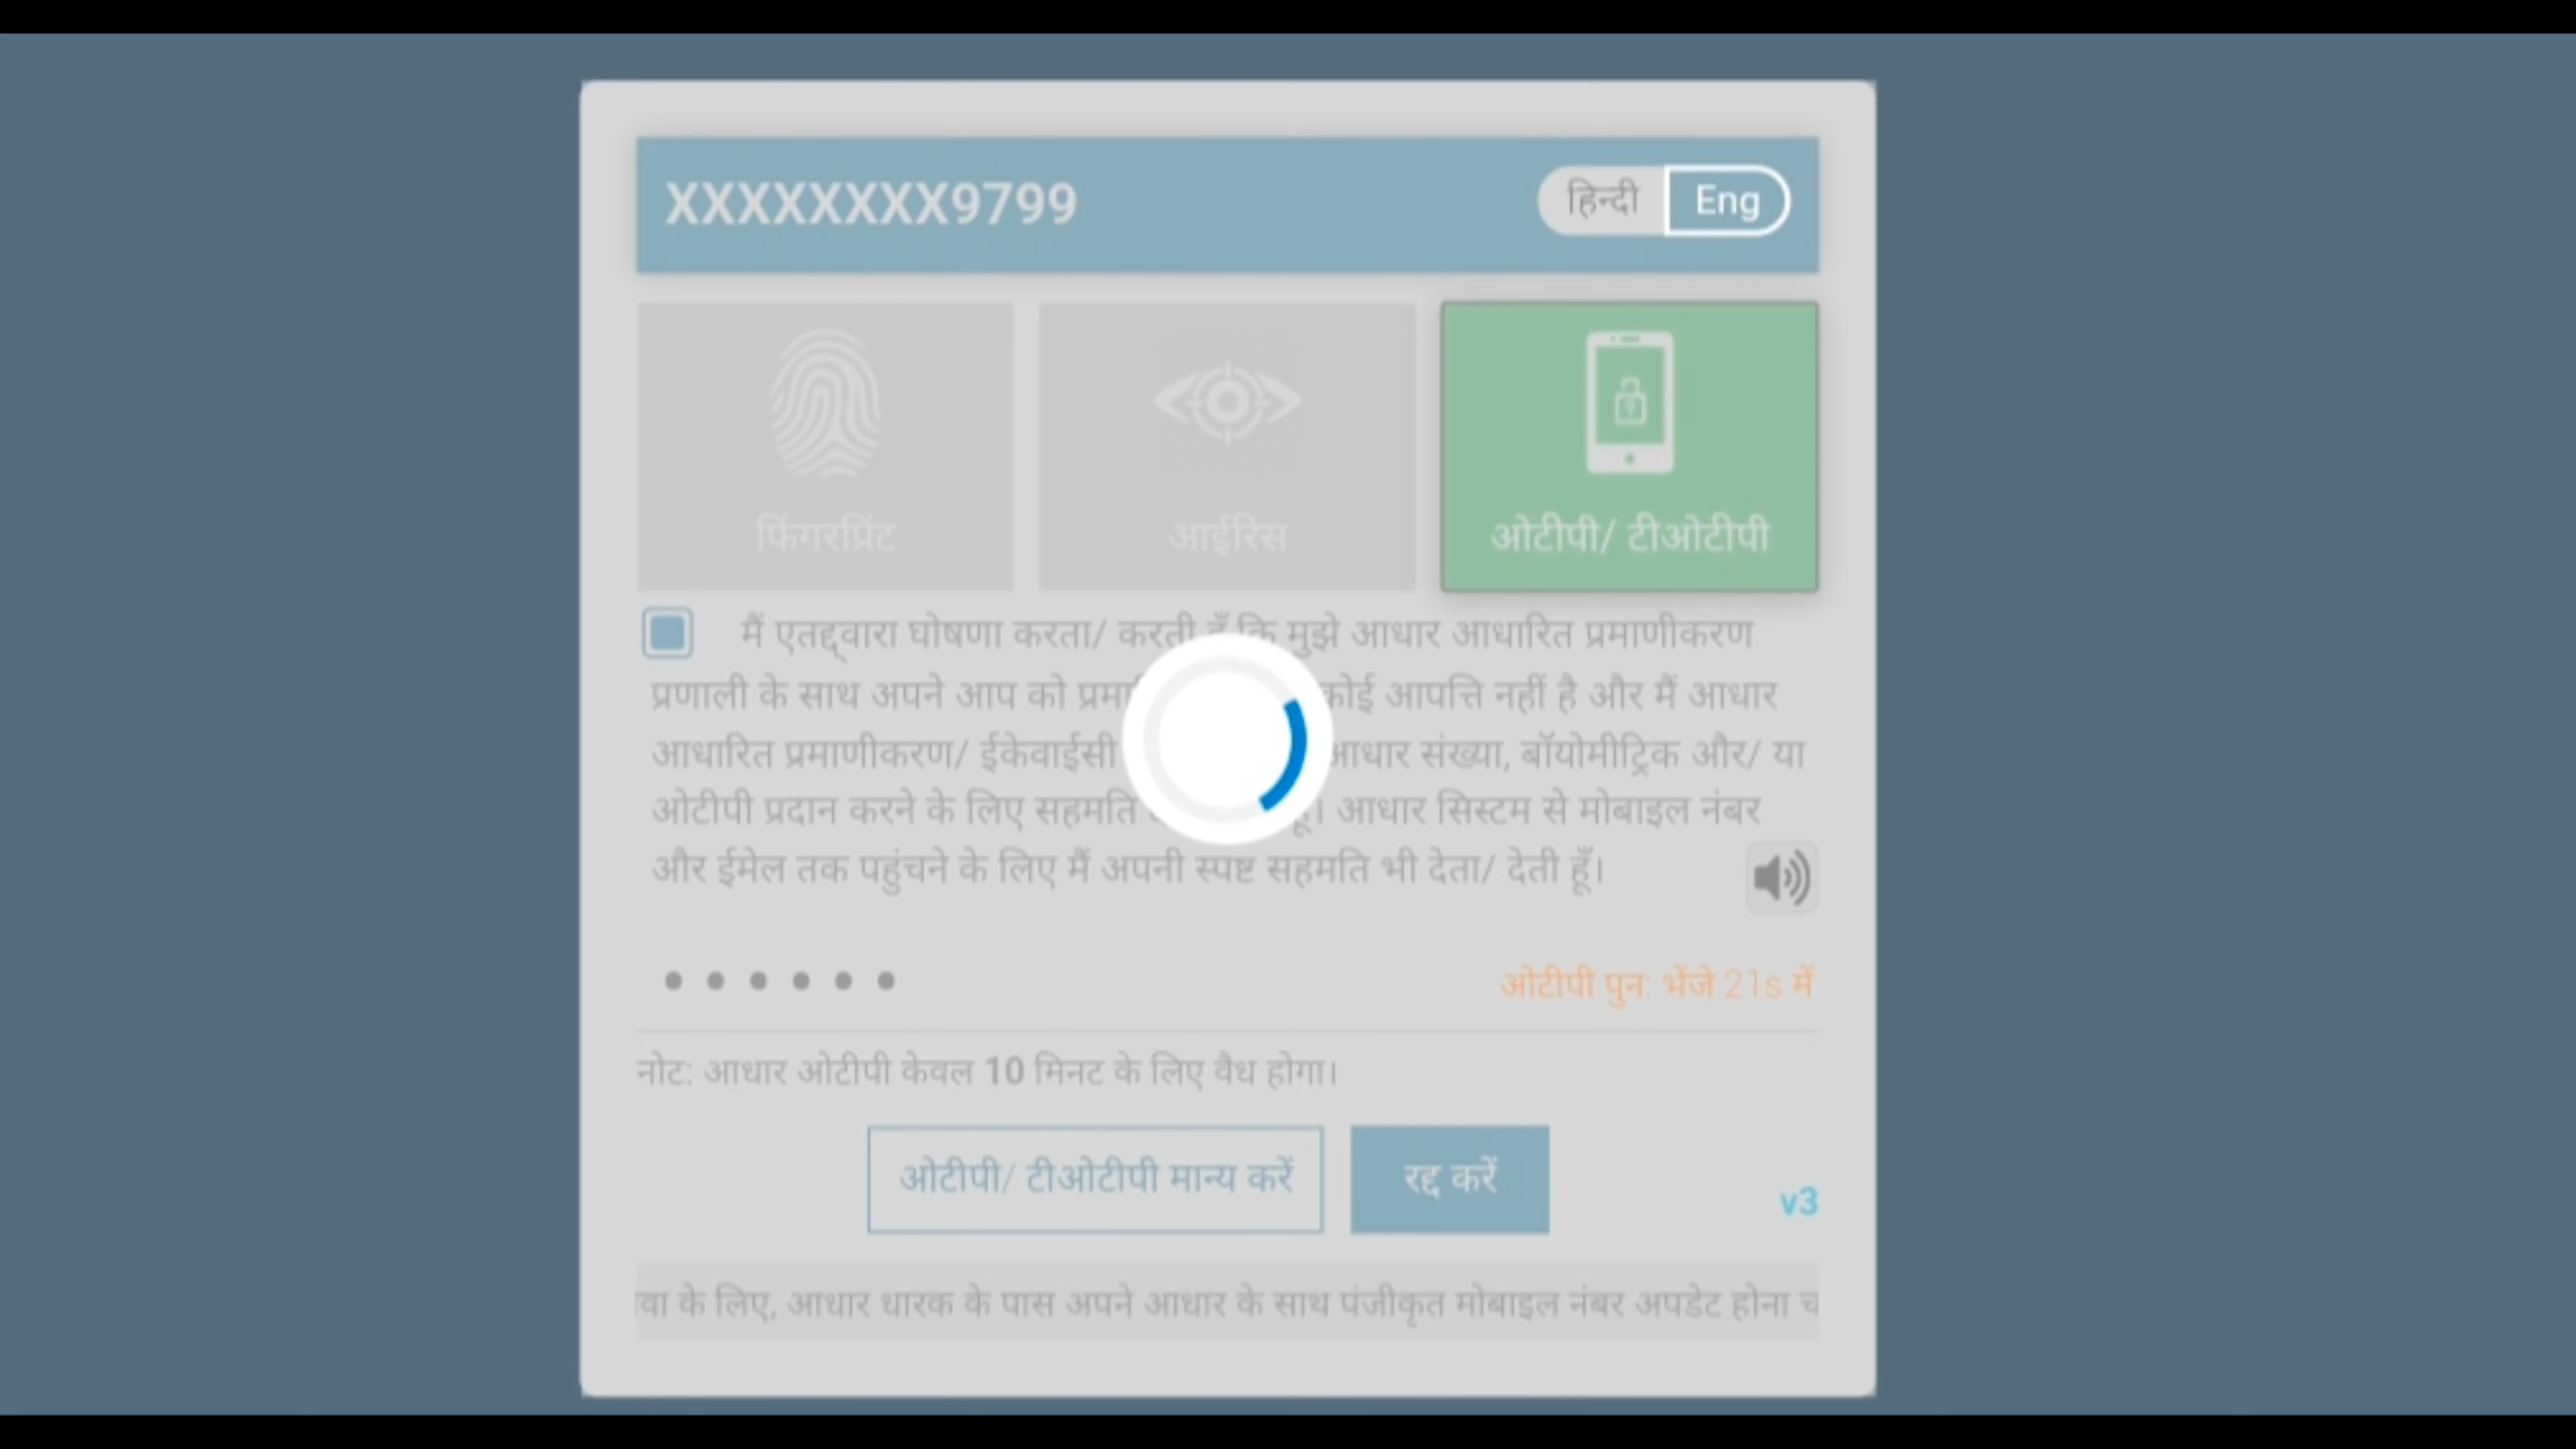 XXXXXXXX9799
हिन्दी Eng
फिंगरप्रिंट आईरिस ओटीपी/ टीओटीपी
मैं एतद्द्वारा घोषणा करता/ करती हूँ कि मुझे आधार आधारित प्रमाणीकरण
प्रणाली के साथ अपने आप को कोई आपत्ति नहीं है और मैं आधार
आधारित प्रमाणीकरण/ ईकेवाईसी आधार संख्या, बॉयोमीट्रिक और/ या
ओटीपी प्रदान करने के लिए सहमति हूँ। आधार सिस्टम से मोबाइल नंबर
और ईमेल तक पहुंचने के लिए मैं अपनी स्पष्ट सहमति भी देता/ देती हूँ।
ओटीपी पुन: भेंजे 21s में
नोट: आधार ओटीपी केवल 10 मिनट के लिए वैध होगा।
ओटीपी/ टीओटीपी मान्य करें रद्द करें
v3
के लिए, आधार धारक के पास अपने आधार के साथ पंजीकृत मोबाइल नंबर अपडेट होना